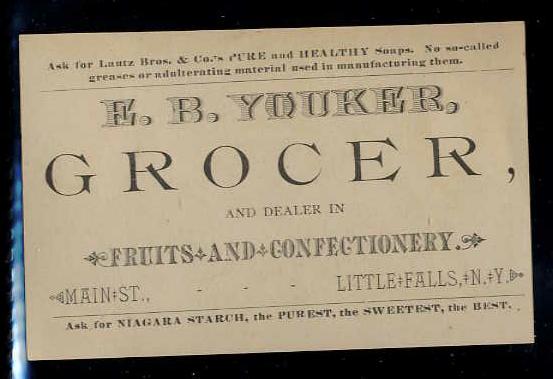 Ask for Lautz Bros. & Co.'s PURE and HEALTHY Soaps. No so-called
greases or adulterating material used in manufacturing them.
E. B. YOUKER,
GROCER,
AND DEALER IN
FRUITS AND CONFECTIONERY.
MAIN ST., - - - LITTLE FALLS, N. Y.
Ask for NIAGARA STARCH, the PUREST, the SWEETEST, the BEST.